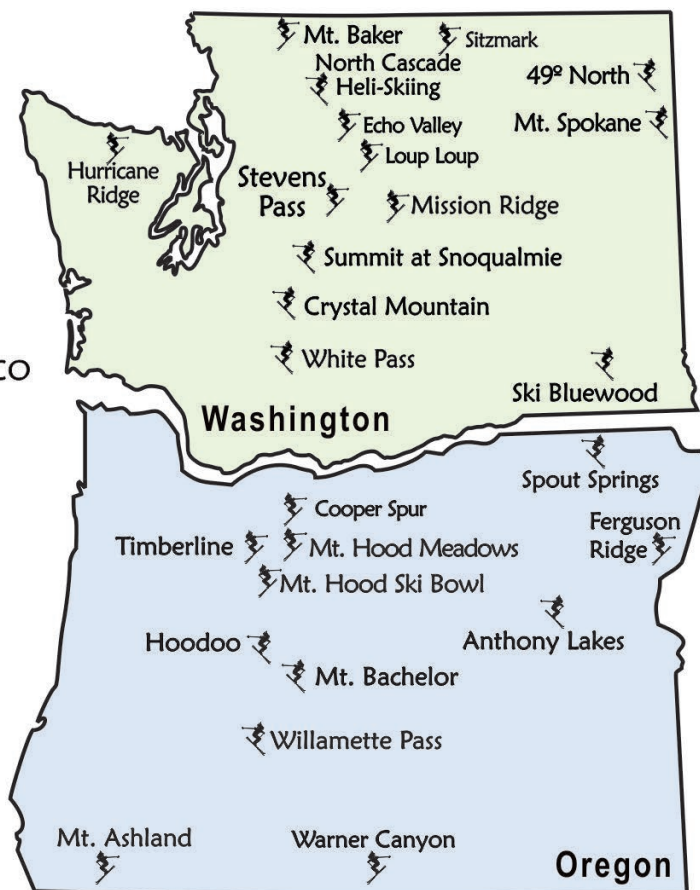 Mt. Baker
Sitzmark
North Cascade
Heli-Skiing
49º North
Echo Valley
Mt. Spokane
Hurricane
Ridge
Loup Loup
Stevens
Pass
Mission Ridge
Summit at Snoqualmie
Crystal Mountain
White Pass
CO
Ski Bluewood
Washington
Spout Springs
Cooper Spur
Ferguson
Ridge
Timberline
Mt. Hood Meadows
Mt. Hood Ski Bowl
Hoodoo
Anthony Lakes
Mt. Bachelor
Willamette Pass
Mt. Ashland
Warner Canyon
Oregon